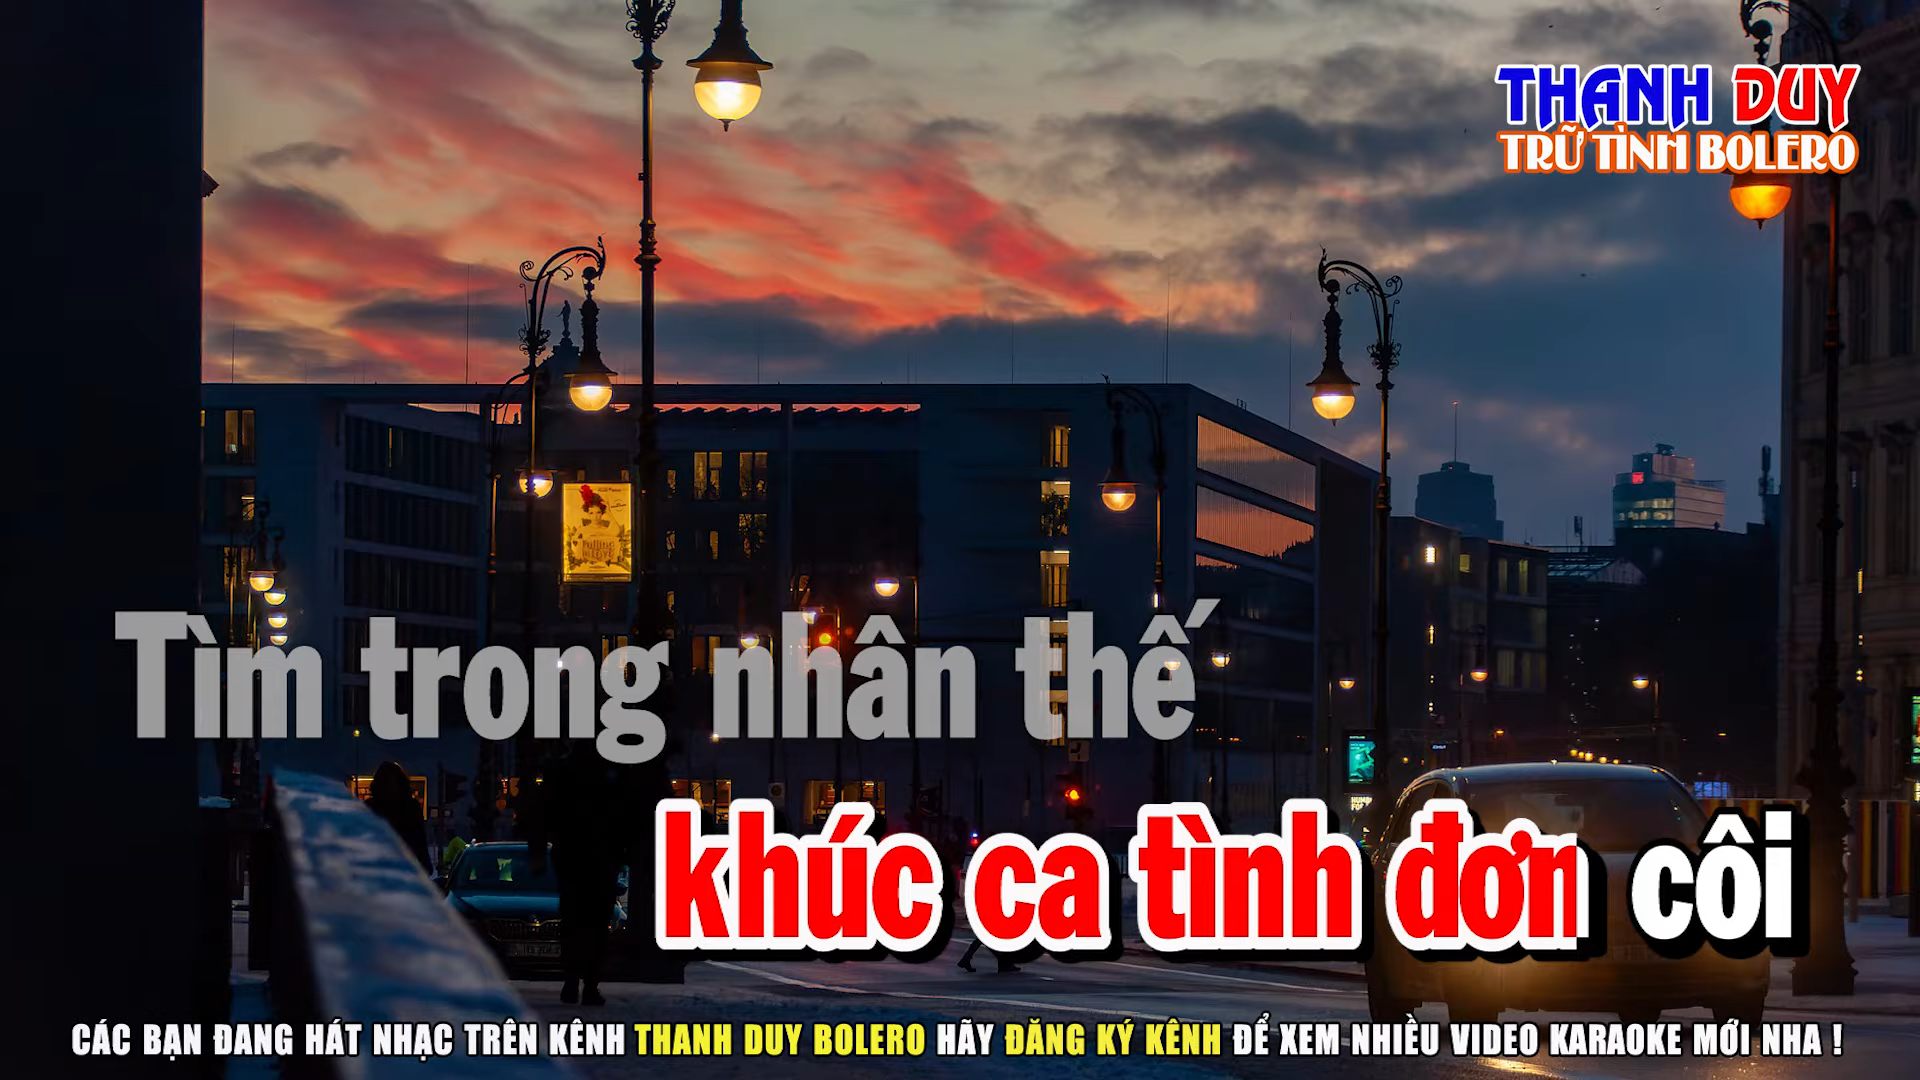 THANH DUY
TRỮ TÌNH BOLERO
Tìm trong nhân thế
khúc ca tình đơn côi
CÁC BẠN ĐANG HÁT NHẠC TRÊN KÊNH THANH DUY BOLERO HÃY ĐĂNG KÝ KÊNH ĐỂ XEM NHIỀU VIDEO KARAOKE MỚI NHA !